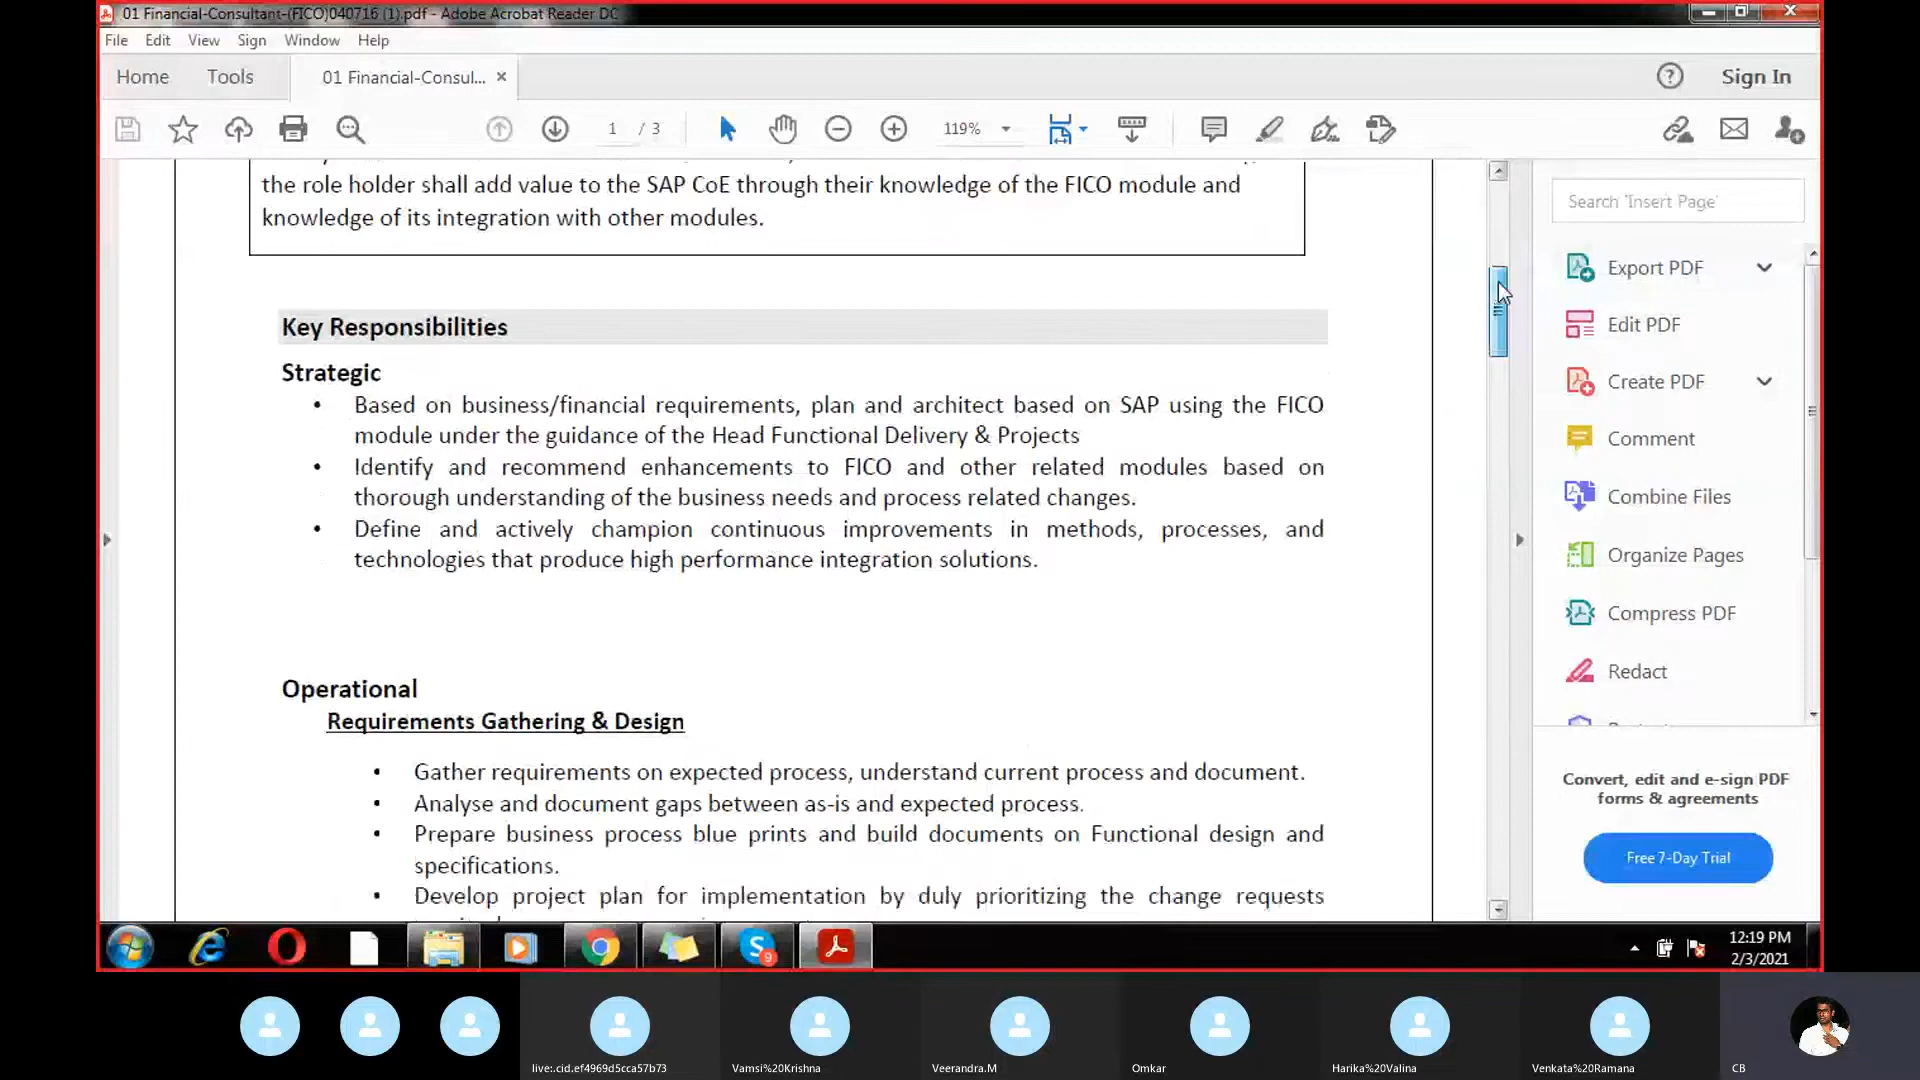 01 Financial-Consultant-(FICO)040716 (1).pdf - Adobe Acrobat Reader DC
File Edit View Sign Window Help
Home Tools 01 Financial-Consul... Sign In
1 / 3 119%
the role holder shall add value to the SAP CoE through their knowledge of the FICO module and
knowledge of its integration with other modules.
Key Responsibilities
Strategic
• Based on business/financial requirements, plan and architect based on SAP using the FICO
module under the guidance of the Head Functional Delivery & Projects
• Identify and recommend enhancements to FICO and other related modules based on
thorough understanding of the business needs and process related changes.
• Define and actively champion continuous improvements in methods, processes, and
technologies that produce high performance integration solutions.
Operational
Requirements Gathering & Design
• Gather requirements on expected process, understand current process and document.
• Analyse and document gaps between as-is and expected process.
• Prepare business process blue prints and build documents on Functional design and
specifications.
• Develop project plan for implementation by duly prioritizing the change requests
Search 'Insert Page'
Export PDF
Edit PDF
Create PDF
Comment
Combine Files
Organize Pages
Compress PDF
Redact
Convert, edit and e-sign PDF
forms & agreements
Free 7-Day Trial
9
12:19 PM
2/3/2021
live:.cid.ef4969d5cca57b73
Vamsi%20Krishna
Veerandra.M
Omkar
Harika%20Valina
Venkata%20Ramana
CB